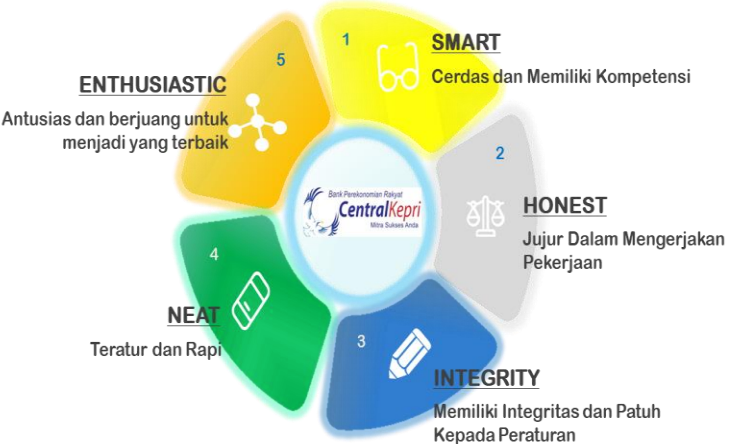 1
SMART
Cerdas dan Memiliki Kompetensi
2
HONEST
Jujur Dalam Mengerjakan
Pekerjaan
3
INTEGRITY
Memiliki Integritas dan Patuh
Kepada Peraturan
4
NEAT
Teratur dan Rapi
5
ENTHUSIASTIC
Antusias dan berjuang untuk
menjadi yang terbaik
Bank Perekonomian Rakyat
CentralKepri
Mitra Sukses Anda